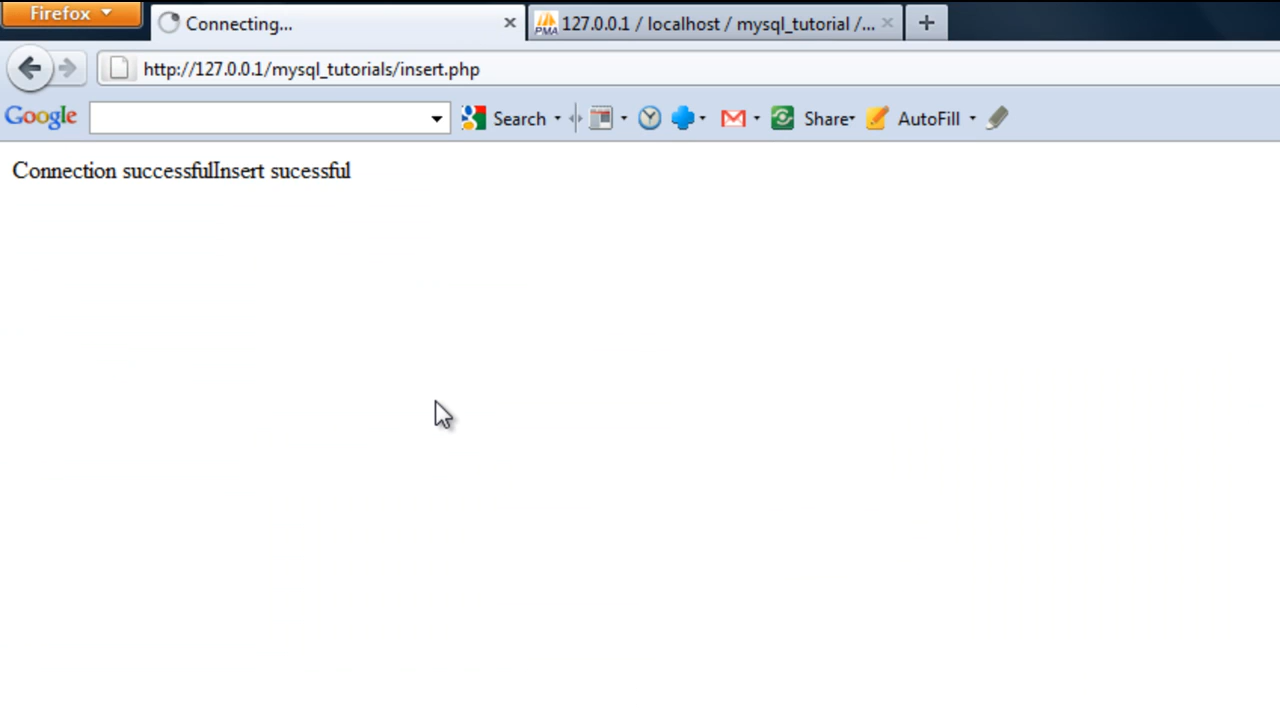 Firefox
Connecting...
PMA 127.0.0.1 / localhost / mysql_tutorial /...
http://127.0.0.1/mysql_tutorials/insert.php
Google Search Share AutoFill
Connection successfulInsert sucessful